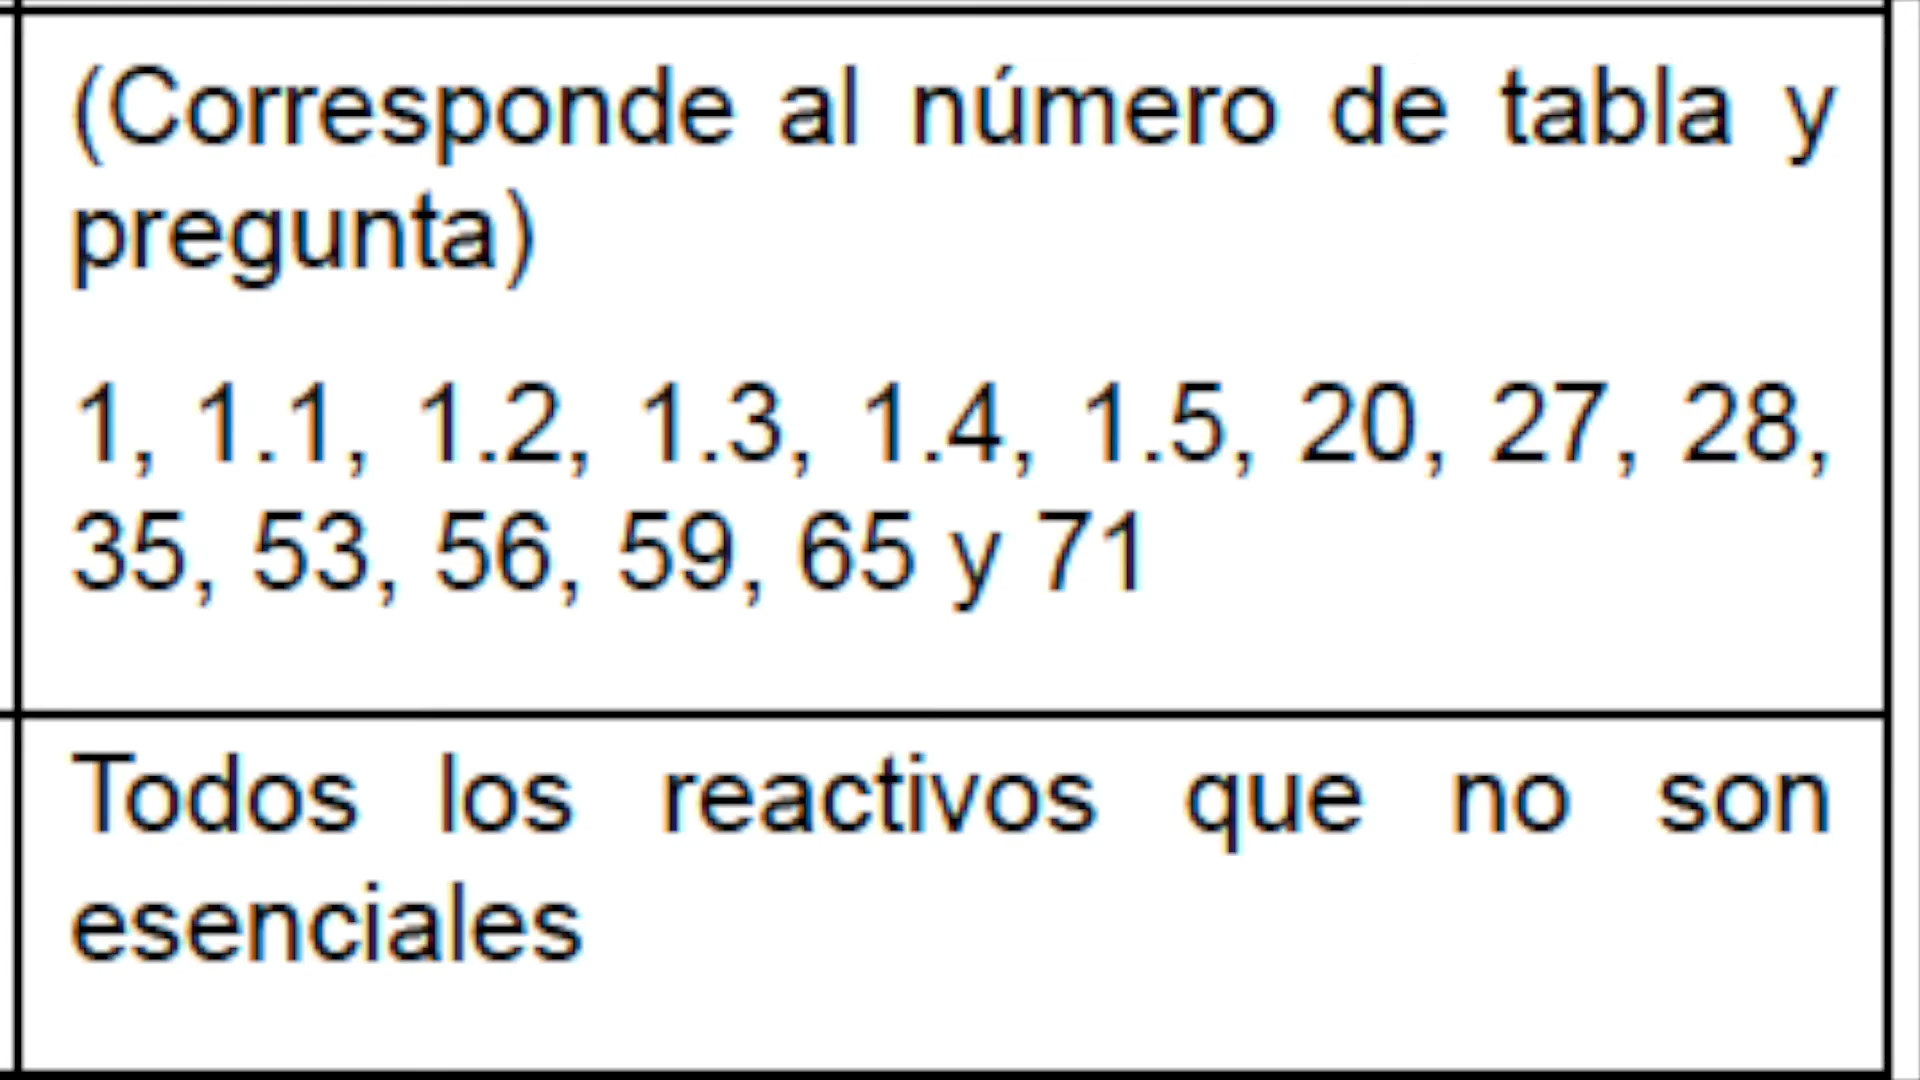 (Corresponde al número de tabla y
pregunta)
1, 1.1, 1.2, 1.3, 1.4, 1.5, 20, 27, 28,
35, 53, 56, 59, 65 y 71
Todos los reactivos que no son
esenciales